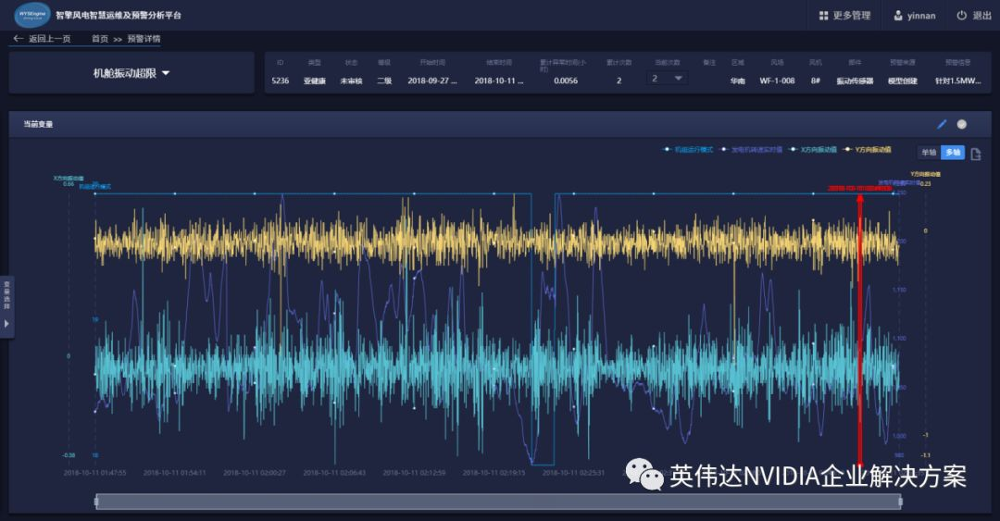 WYSEngine
智擎风电智慧运维及预警分析平台
更多管理
yinnan
退出
返回上一页
首页 >> 预警详情
机舱振动超限
ID 类型 状态 等级 开始时间 结束时间 累计异常时间(小时) 累计次数 当前次数 备注 区域 风场 风机 部件 预警来源 预警信息
5236 亚健康 未审核 二级 2018-09-27 ... 2018-10-11 ... 0.0056 2 2 华南 WF-1-008 8# 振动传感器 模型创建 针对1.5MW...
当前变量
机组运行模式 发电机转速实时值 X方向振动值 Y方向振动值
单轴 多轴
X方向振动值
0.66
机组运行模式
Y方向振动值
0.23
0
1,150
1,100
19
0
变量选择
1,000
-1
-0.38
18
980
-1.1
2018-10-11 01:47:55 2018-10-11 01:54:11 2018-10-11 02:00:27 2018-10-11 02:06:43 2018-10-11 02:12:59 2018-10-11 02:19:15 2018-10-11 02:25:31
英伟达NVIDIA企业解决方案